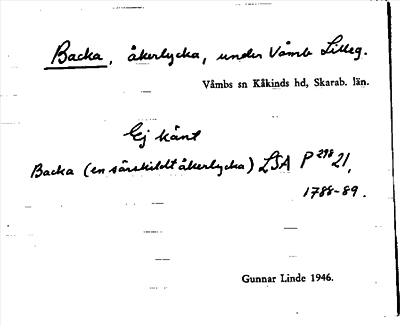 Backa, åkerlycka, under Våmb Lilleg.
Våmbs sn Kåkinds hd, Skarab. län.
Ej känt
Backa (en särskildt åkerlycka) LSA P 298 21,
1788-89.
Gunnar Linde 1946.